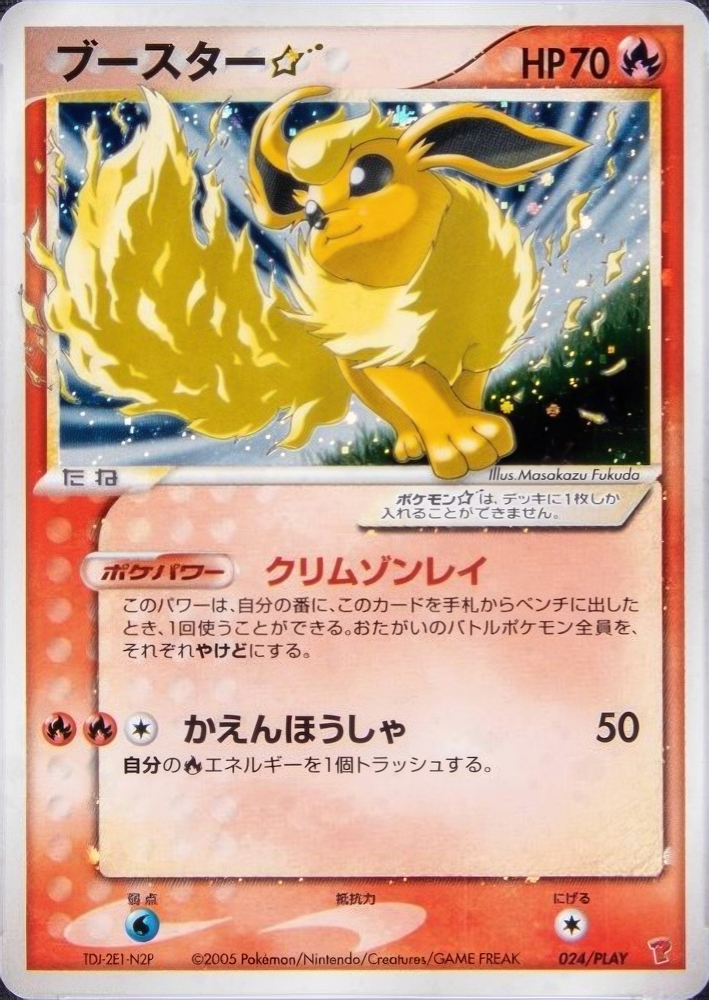 ブースター☆
HP70
たね
Illus.Masakazu Fukuda
ポケモン☆は、デッキに1枚しか
入れることができません。
ポケパワー クリムゾンレイ
このパワーは、自分の番に、このカードを手札からベンチに出した
とき、1回使うことができる。おたがいのバトルポケモン全員を、
それぞれやけどにする。
かえんほうしゃ 50
自分のエネルギーを1個トラッシュする。
弱点 抵抗力 にげる
TDJ-2E1-N2P ©2005 Pokémon/Nintendo/Creatures/GAME FREAK 024/PLAY